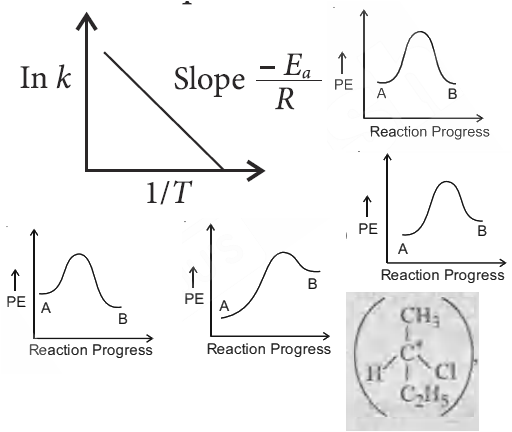 ln k
Slope −Ea/R
1/T
↑
PE
A
B
Reaction Progress
↑
PE
A
B
Reaction Progress
↑
PE
A
B
Reaction Progress
↑
PE
A
B
Reaction Progress
CH3
H C* Cl
C2H5
,